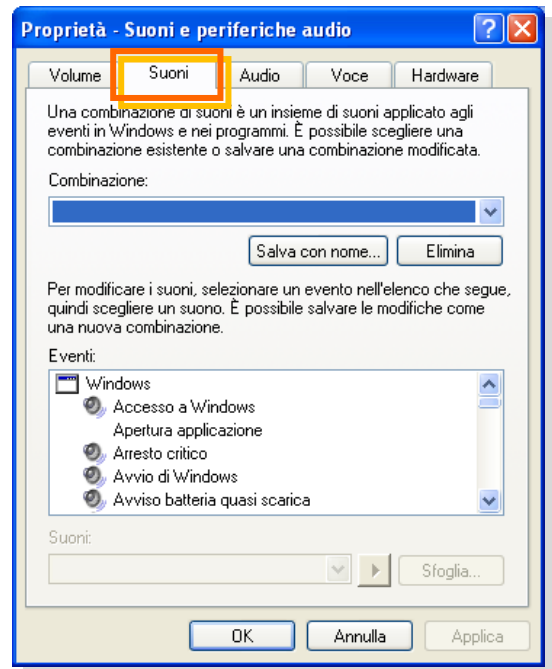 Proprietà - Suoni e periferiche audio
Volume Suoni Audio Voce Hardware
Una combinazione di suoni è un insieme di suoni applicato agli
eventi in Windows e nei programmi. È possibile scegliere una
combinazione esistente o salvare una combinazione modificata.
Combinazione:
Salva con nome... Elimina
Per modificare i suoni, selezionare un evento nell'elenco che segue,
quindi scegliere un suono. È possibile salvare le modifiche come
una nuova combinazione.
Eventi:
Windows
Accesso a Windows
Apertura applicazione
Arresto critico
Avvio di Windows
Avviso batteria quasi scarica
Suoni:
Sfoglia...
OK Annulla Applica